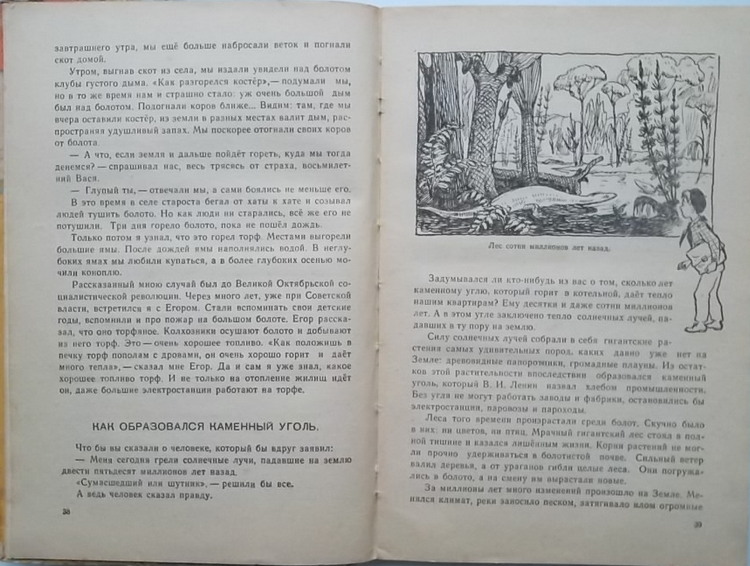 завтрашнего утра, мы ещё больше набросали веток и погнали
скот домой.
Утром, выгнав скот из села, мы издали увидели над болотом
клубы густого дыма. «Как разгорелся костёр»,— подумали мы,
но в то же время нам и страшно стало: уж очень большой дым
был над болотом. Подогнали коров ближе... Видим: там, где мы
вчера оставили костёр, из земли в разных местах валит дым, рас-
пространяя удушливый запах. Мы поскорее отогнали своих коров
от болота.
— А что, если земля и дальше пойдёт гореть, куда мы тогда
денемся? — спрашивал нас, весь трясясь от страха, восьмилет-
ний Вася.
— Глупый ты,— отвечали мы, а сами боялись не меньше его.
В это время в селе староста бегал от хаты к хате и созывал
людей тушить болото. Но как люди ни старались, всё же его не
потушили. Три дня горело болото, пока не пошёл дождь.
Только потом я узнал, что это горел торф. Местами выгорели
большие ямы. После дождей ямы наполнялись водой. В неглу-
боких ямах мы любили купаться, а в более глубоких осенью мо-
чили коноплю.
Рассказанный мною случай был до Великой Октябрьской со-
циалистической революции. Через много лет, уже при Советской
власти, встретился я с Егором. Стали вспоминать свои детские
годы, вспомнили и про пожар на большом болоте. Егор расска-
зал, что оно торфяное. Колхозники осушают болото и добывают
из него торф. Это — очень хорошее топливо. «Как положишь в
печку торф пополам с дровами, он очень хорошо горит и даёт
много тепла»,— сказал мне Егор. Да и сам я уже знал, какое
хорошее топливо торф. И не только на отопление жилищ идёт
он, даже большие электростанции работают на торфе.
КАК ОБРАЗОВАЛСЯ КАМЕННЫЙ УГОЛЬ.
Что бы вы сказали о человеке, который бы вдруг заявил:
— Меня сегодня грели солнечные лучи, падавшие на землю
двести пятьдесят миллионов лет назад.
«Сумасшедший или шутник»,— решили бы все.
А ведь человек сказал правду.
38
Лес сотни миллионов лет назад.
Задумывался ли кто-нибудь из вас о том, сколько лет
каменному углю, который горит в котельной, даёт тепло
нашим квартирам? Ему десятки и даже сотни миллионов
лет. А в этом угле заключено тепло солнечных лучей, па-
давших в ту пору на землю.
Силу солнечных лучей собрали в себя гигантские ра-
стения самых удивительных пород, каких давно уже нет на
Земле: древовидные папоротники, громадные плауны. Из остат-
ков этой растительности впоследствии образовался каменный
уголь, который В. И. Ленин назвал хлебом промышленности.
Без угля не могут работать заводы и фабрики, остановились бы
электростанции, паровозы и пароходы.
Леса того времени произрастали среди болот. Скучно было
в них: ни цветов, ни птиц. Мрачный гигантский лес стоял в пол-
ной тишине и казался лишённым жизни. Корни растений не мог-
ли прочно удерживаться в болотистой почве. Сильный ветер
валил деревья, а от ураганов гибли целые леса. Они погружа-
лись в болото, а на смену им вырастали новые.
За миллионы лет много изменений произошло на Земле. Ме-
нялся климат, реки заносило песком, затягивало илом огромные
39